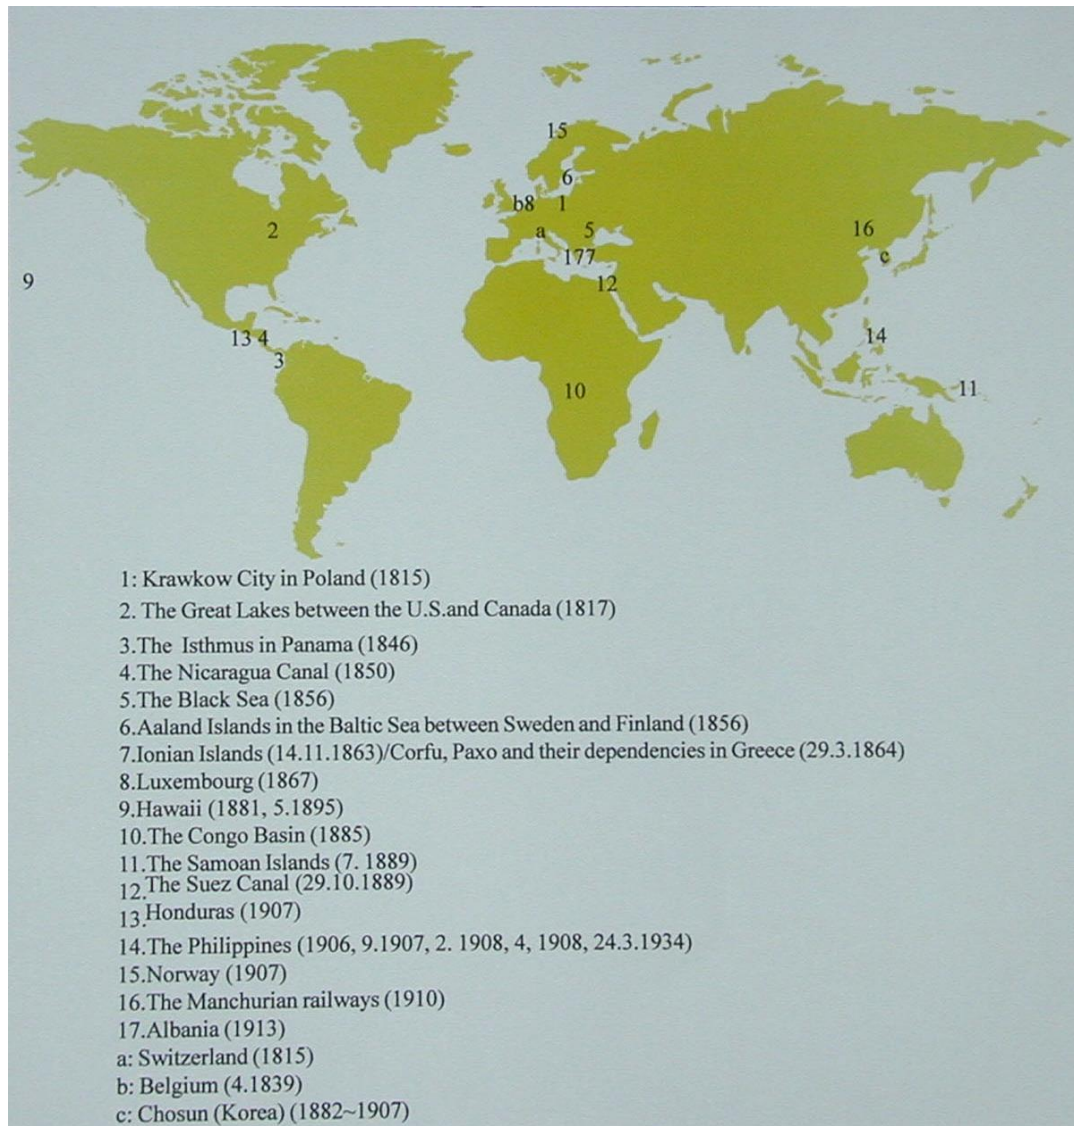 15
6
b8 1
2 a 5 16
177 c
9 12
13 4 14
3
10 11
1: Krawkow City in Poland (1815)
2. The Great Lakes between the U.S.and Canada (1817)
3.The Isthmus in Panama (1846)
4.The Nicaragua Canal (1850)
5.The Black Sea (1856)
6.Aaland Islands in the Baltic Sea between Sweden and Finland (1856)
7.Ionian Islands (14.11.1863)/Corfu, Paxo and their dependencies in Greece (29.3.1864)
8.Luxembourg (1867)
9.Hawaii (1881, 5.1895)
10.The Congo Basin (1885)
11.The Samoan Islands (7. 1889)
12.The Suez Canal (29.10.1889)
13.Honduras (1907)
14.The Philippines (1906, 9.1907, 2. 1908, 4, 1908, 24.3.1934)
15.Norway (1907)
16.The Manchurian railways (1910)
17.Albania (1913)
a: Switzerland (1815)
b: Belgium (4.1839)
c: Chosun (Korea) (1882~1907)